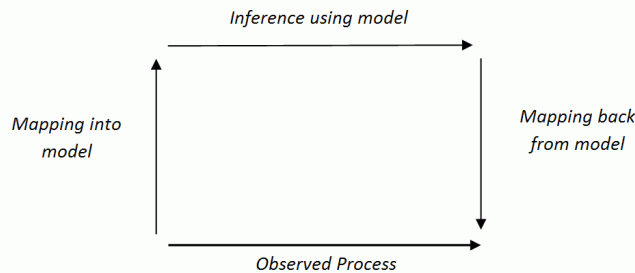 Inference using model
Mapping into
model
Mapping back
from model
Observed Process